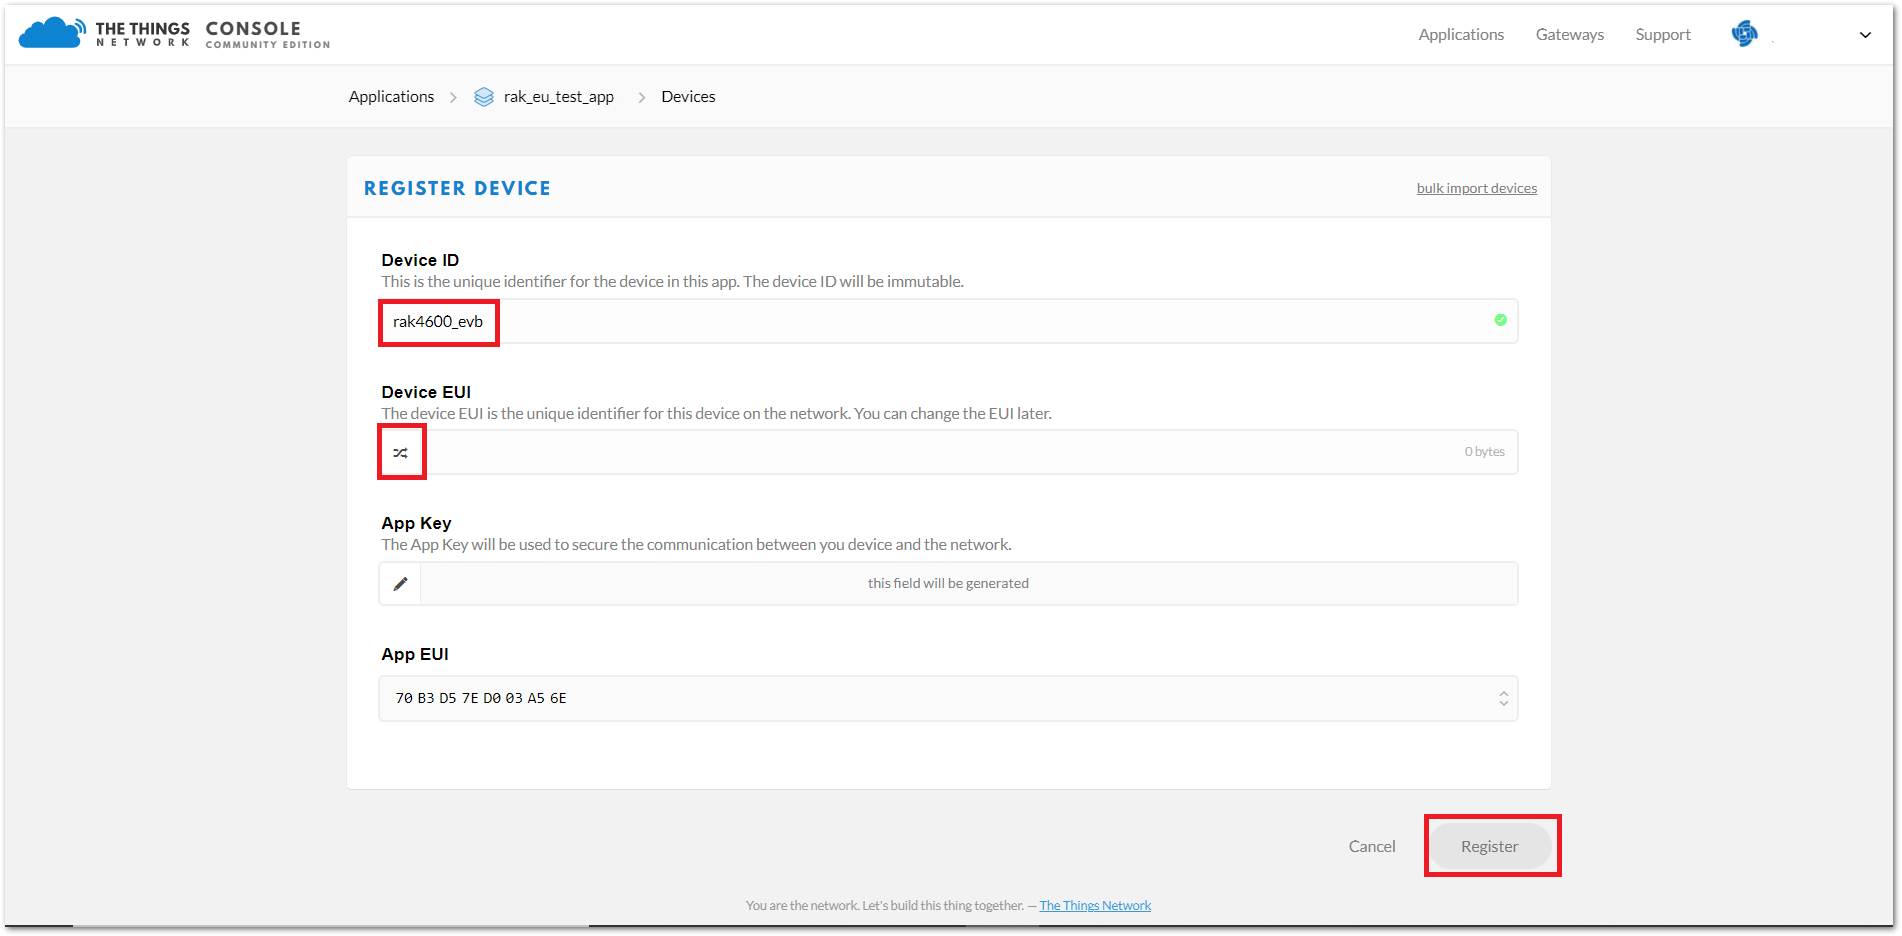 THE THINGS
NETWORK
CONSOLE
COMMUNITY EDITION
Applications
Gateways
Support
Applications
rak_eu_test_app
Devices
REGISTER DEVICE
bulk import devices
Device ID
This is the unique identifier for the device in this app. The device ID will be immutable.
rak4600_evb
Device EUI
The device EUI is the unique identifier for this device on the network. You can change the EUI later.
0 bytes
App Key
The App Key will be used to secure the communication between you device and the network.
this field will be generated
App EUI
70 B3 D5 7E D0 03 A5 6E
Cancel
Register
You are the network. Let's build this thing together. — The Things Network